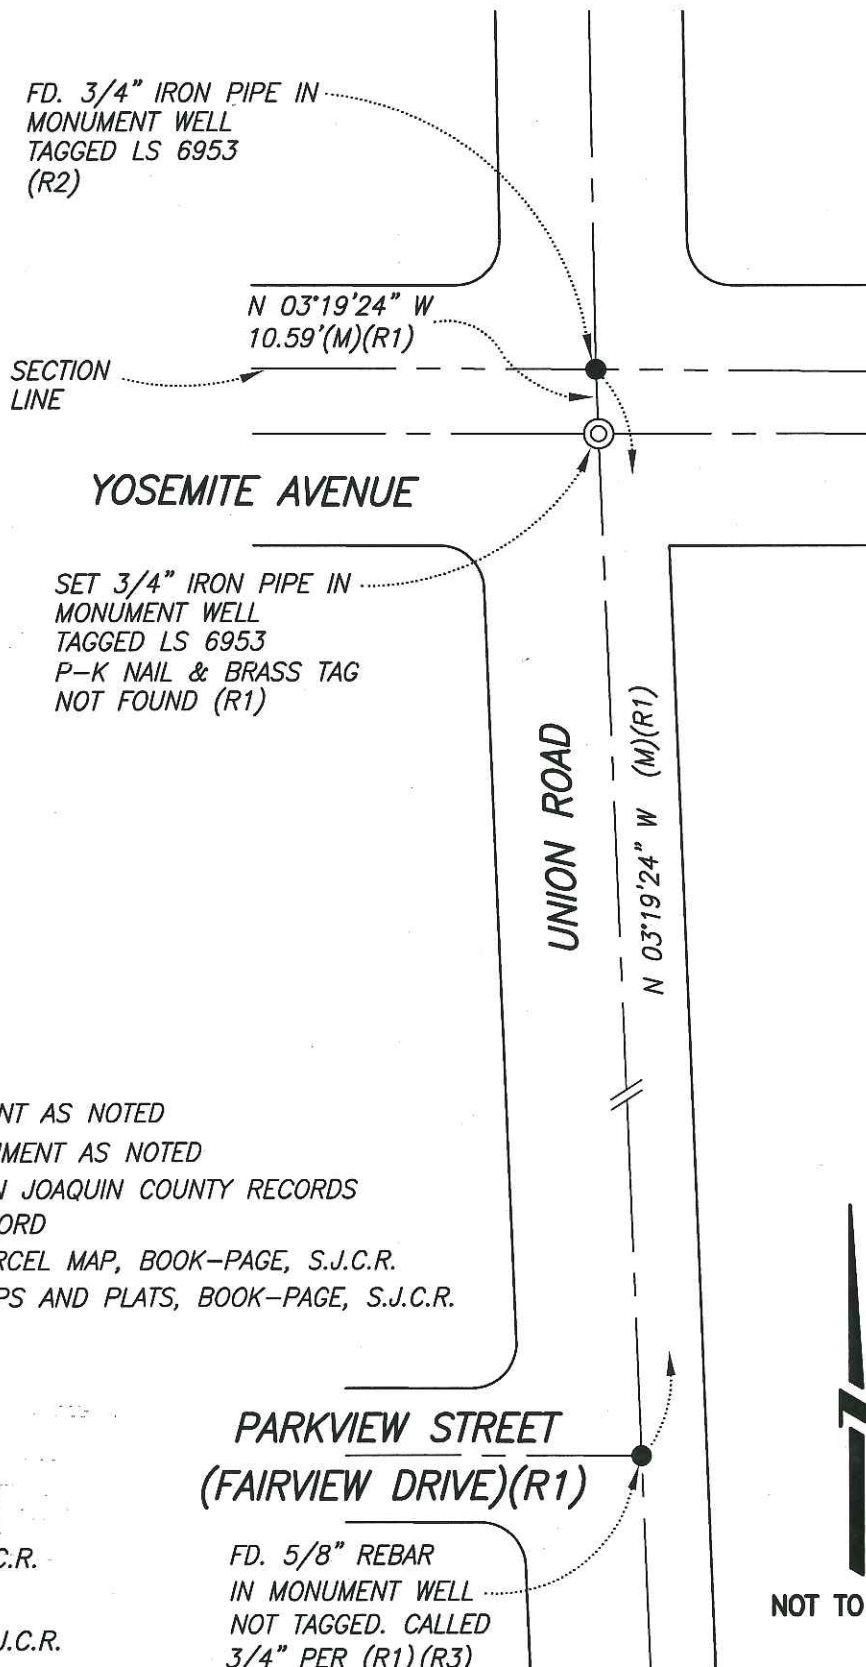 FD. 3/4" IRON PIPE IN
MONUMENT WELL
TAGGED LS 6953
(R2)
N 03°19'24" W
10.59'(M)(R1)
SECTION
LINE
YOSEMITE AVENUE
SET 3/4" IRON PIPE IN
MONUMENT WELL
TAGGED LS 6953
P-K NAIL & BRASS TAG
NOT FOUND (R1)
UNION ROAD
N 03°19'24" W (M)(R1)
NT AS NOTED
MENT AS NOTED
N JOAQUIN COUNTY RECORDS
ORD
RCEL MAP, BOOK-PAGE, S.J.C.R.
PS AND PLATS, BOOK-PAGE, S.J.C.R.
PARKVIEW STREET
(FAIRVIEW DRIVE)(R1)
C.R.
J.C.R.
FD. 5/8" REBAR
IN MONUMENT WELL
NOT TAGGED. CALLED
3/4" PER (R1)(R3)
NOT TO